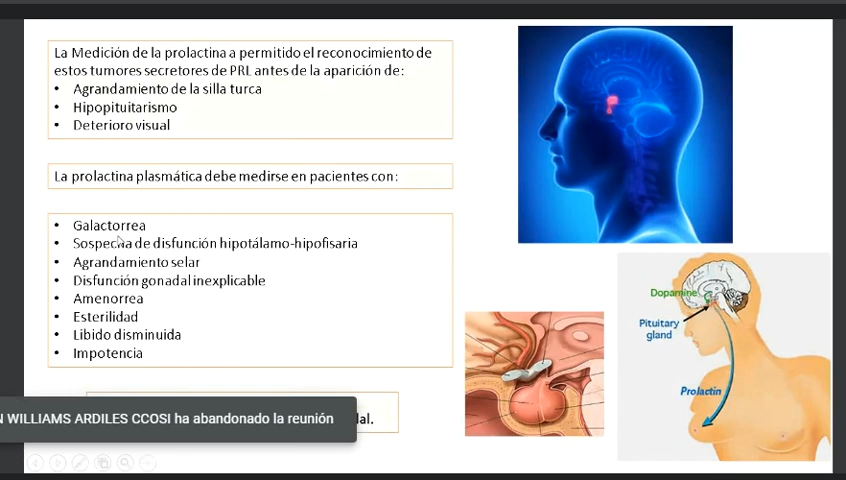 La Medición de la prolactina a permitido el reconocimiento de
estos tumores secretores de PRL antes de la aparición de:
• Agrandamiento de la silla turca
• Hipopituitarismo
• Deterioro visual
La prolactina plasmática debe medirse en pacientes con:
• Galactorrea
• Sospecha de disfunción hipotálamo-hipofisaria
• Agrandamiento selar
• Disfunción gonadal inexplicable
• Amenorrea
• Esterilidad
• Libido disminuida
• Impotencia
WILLIAMS ARDILES CCOSI ha abandonado la reunión
Dopamine
Pituitary
gland
Prolactin